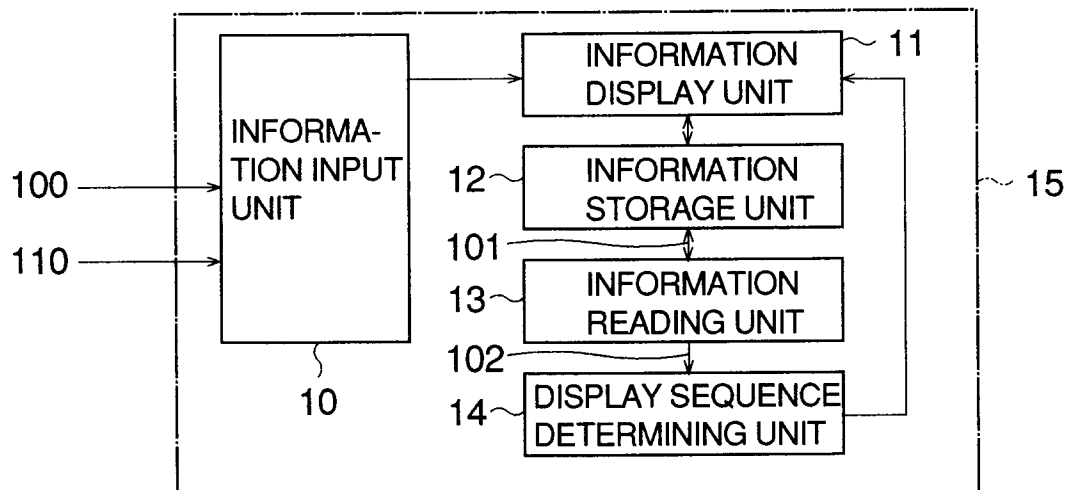 INFORMATION
DISPLAY UNIT
11
INFORMA-
TION INPUT
UNIT
100
110
10
12
INFORMATION
STORAGE UNIT
15
101
13
INFORMATION
READING UNIT
102
14
DISPLAY SEQUENCE
DETERMINING UNIT